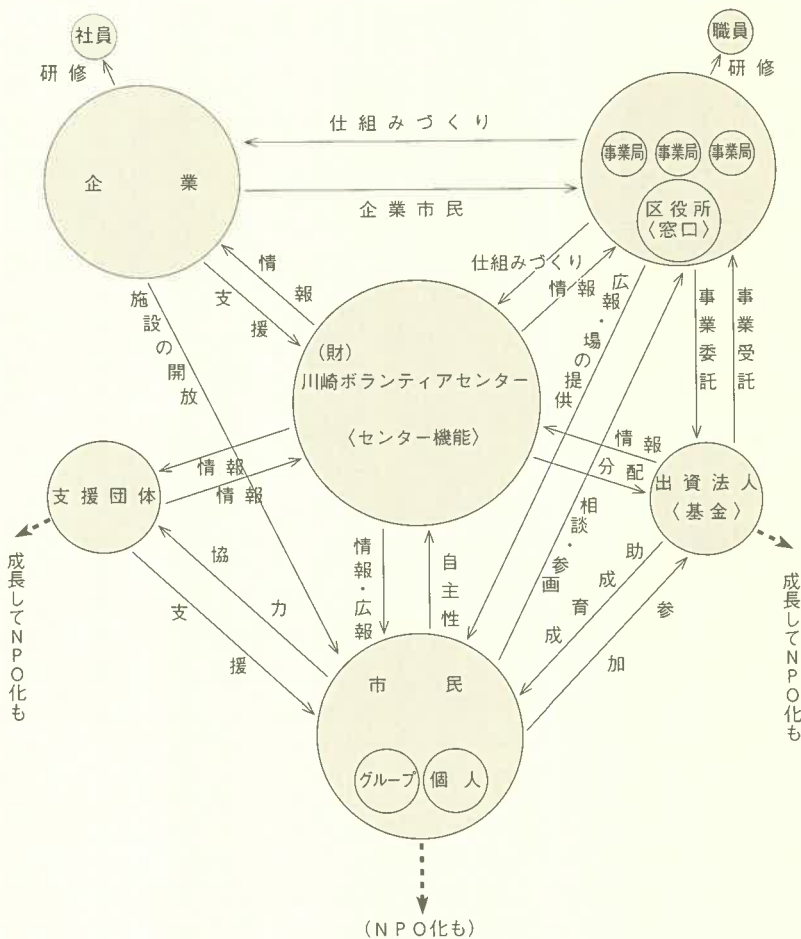 社員
研修
企業
職員
研修
事業局
事業局
事業局
区役所
〈窓口〉
仕組みづくり
企業市民
仕組みづくり
情報
情報
支援
施設の開放
広報・場の提供
事業委託
事業受託
(財)
川崎ボランティアセンター
〈センター機能〉
情報
分配
情報
情報
支援団体
出資法人
〈基金〉
成長してNPO化も
成長してNPO化も
協力
支援
情報・広報
自主性
相談・参画
助成
育成
参加
市民
グループ
個人
(NPO化も)